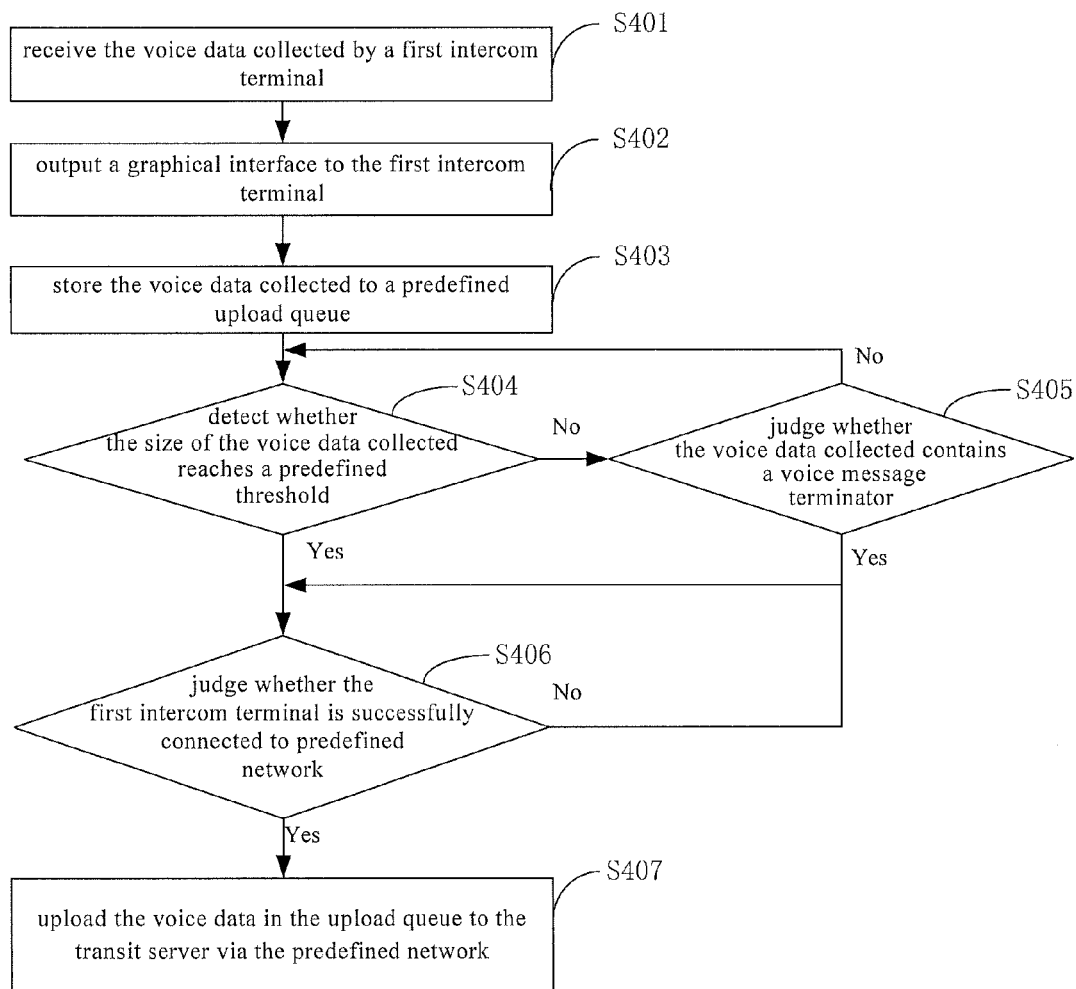 S401
receive the voice data collected by a first intercom
terminal
S402
output a graphical interface to the first intercom
terminal
S403
store the voice data collected to a predefined
upload queue
No
S404
S405
detect whether
the size of the voice data collected
reaches a predefined
threshold
No
judge whether
the voice data collected contains
a voice message
terminator
Yes
Yes
S406
judge whether the
first intercom terminal is successfully
connected to predefined
network
No
Yes
S407
upload the voice data in the upload queue to the
transit server via the predefined network